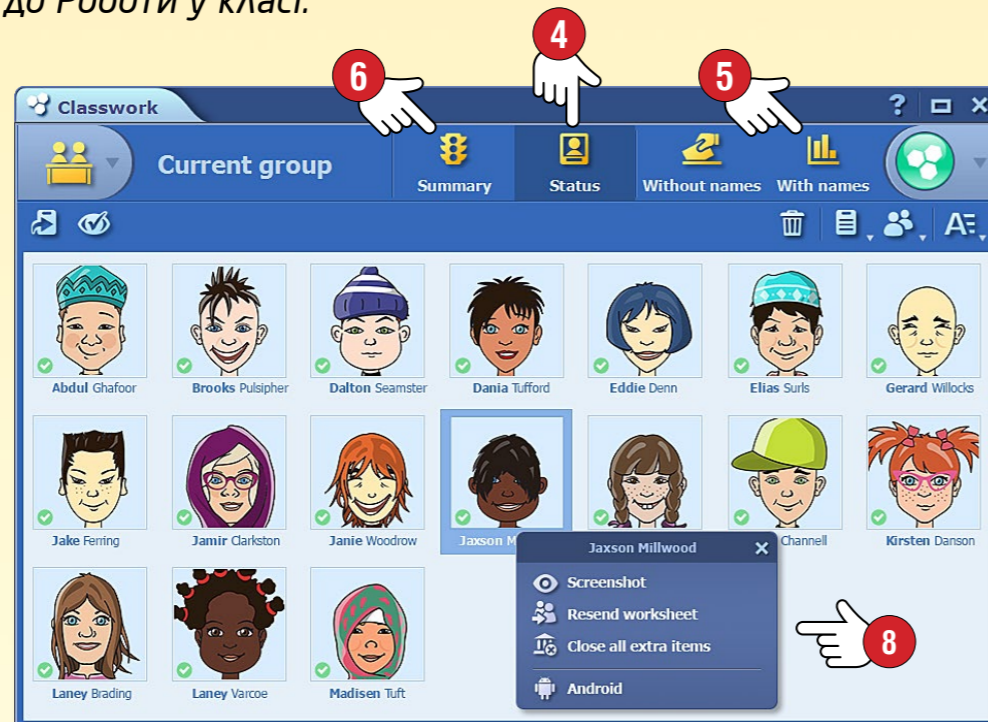 до Роботи у класі.
4
6
5
Classwork
?
Current group
Summary
Status
Without names
With names
Abdul Ghafoor
Brooks Pulsipher
Dalton Seamster
Dania Tufford
Eddie Denn
Elias Surls
Gerard Willocks
Jake Ferring
Jamir Clarkston
Janie Woodrow
Jaxson M
Channell
Kirsten Danson
Jaxson Millwood
Screenshot
Resend worksheet
Close all extra items
Android
8
Laney Brading
Laney Varcoe
Madisen Tuft